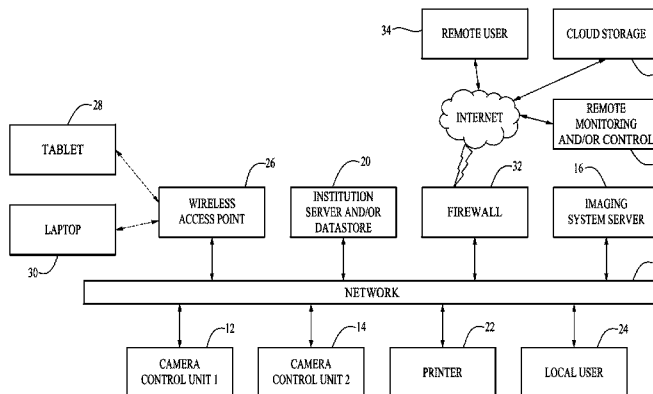 34
REMOTE USER
CLOUD STORAGE
INTERNET
REMOTE
MONITORING
AND/OR CONTROL
28
TABLET
26
WIRELESS
ACCESS POINT
20
INSTITUTION
SERVER AND/OR
DATASTORE
32
FIREWALL
16
IMAGING
SYSTEM SERVER
LAPTOP
30
NETWORK
12
CAMERA
CONTROL UNIT 1
14
CAMERA
CONTROL UNIT 2
22
PRINTER
24
LOCAL USER